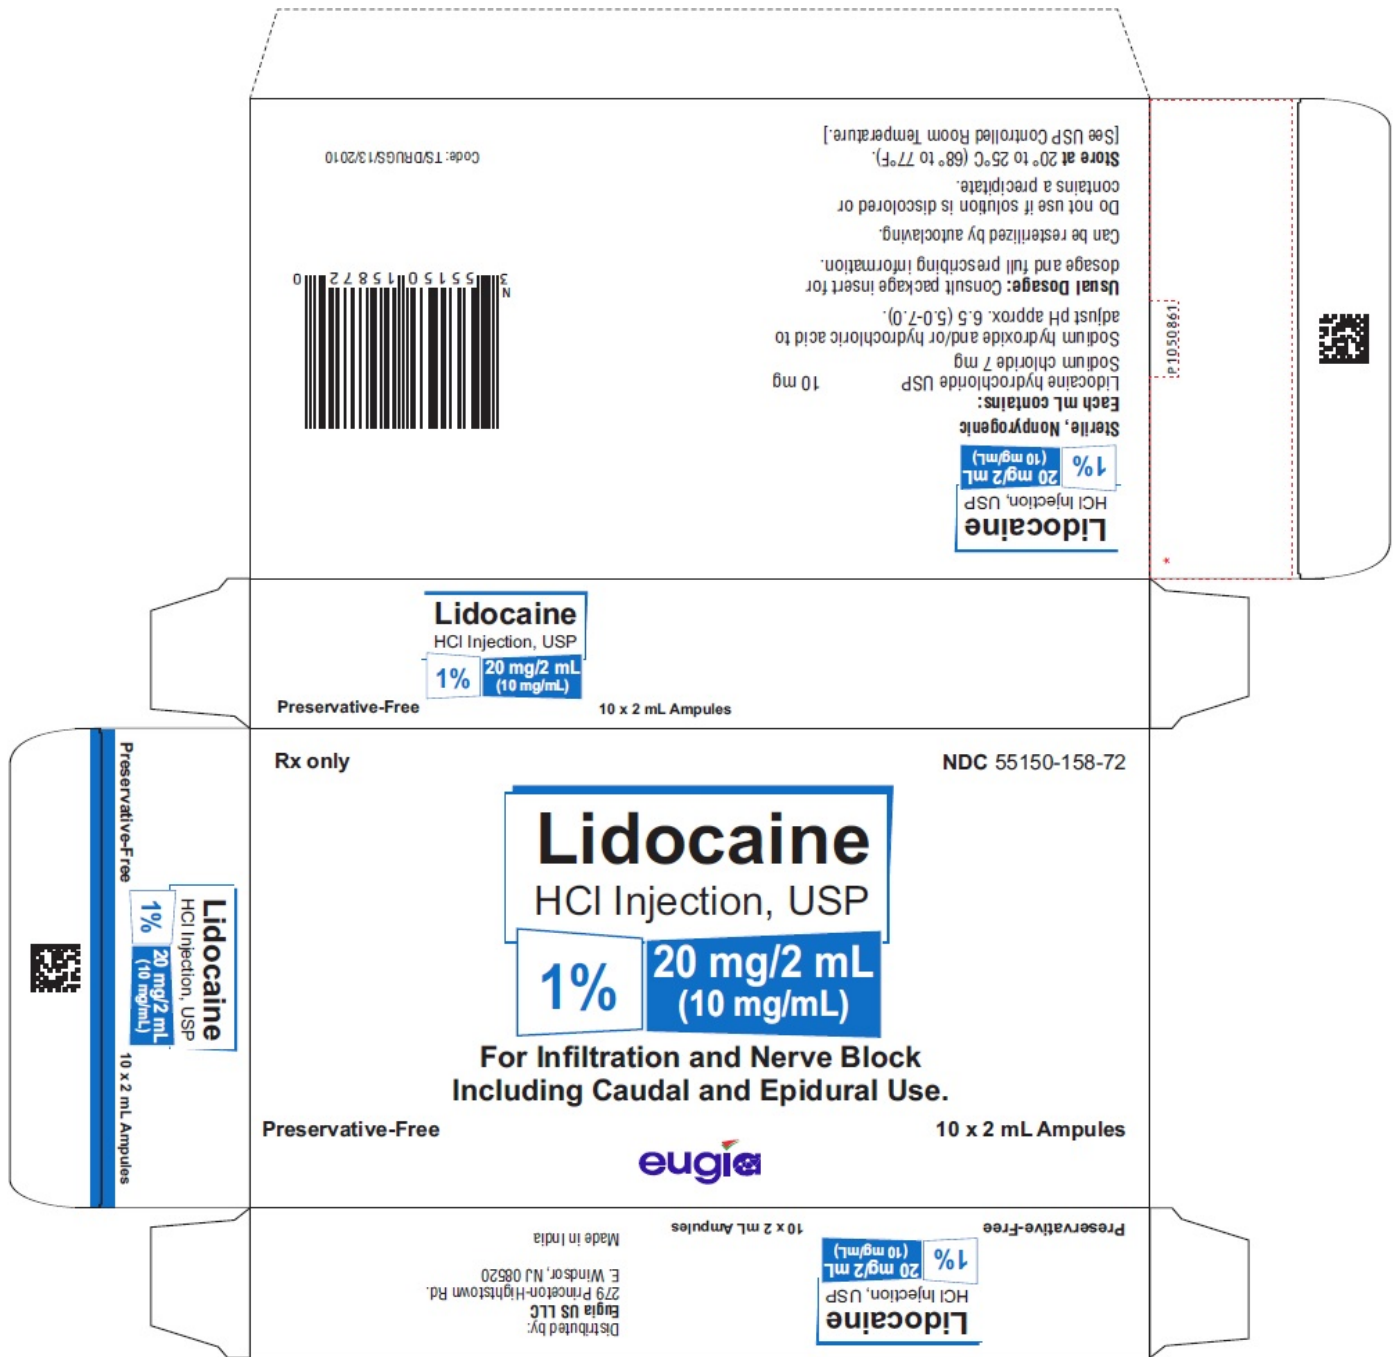 [See USP Controlled Room Temperature.]
Store at 20° to 25°C (68° to 77°F).
contains a precipitate.
Do not use if solution is discolored or
Can be resterilized by autoclaving.
dosage and full prescribing information.
Usual Dosage: Consult package insert for
adjust pH approx. 6.5 (5.0-7.0).
Sodium hydroxide and/or hydrochloric acid to
Sodium chloride 7 mg
Lidocaine hydrochloride USP 10 mg
Each mL contains:
Sterile, Nonpyrogenic
1% 20 mg/2 mL
(10 mg/mL)
HCl Injection, USP
Lidocaine
Code: TS/DRUGS/13/2010
N
3 55150 15872 0
P1050861
*
Lidocaine
HCl Injection, USP
1% 20 mg/2 mL
(10 mg/mL)
Preservative-Free
10 x 2 mL Ampules
Preservative-Free
Lidocaine
HCl Injection, USP
1% 20 mg/2 mL
(10 mg/mL)
10 x 2 mL Ampules
Rx only
NDC 55150-158-72
Lidocaine
HCl Injection, USP
1% 20 mg/2 mL
(10 mg/mL)
For Infiltration and Nerve Block
Including Caudal and Epidural Use.
Preservative-Free
10 x 2 mL Ampules
eugia
Distributed by:
Eugia US LLC
279 Princeton-Hightstown Rd.
E. Windsor, NJ 08520
Made in India
Lidocaine
HCl Injection, USP
1% 20 mg/2 mL
(10 mg/mL)
Preservative-Free
10 x 2 mL Ampules